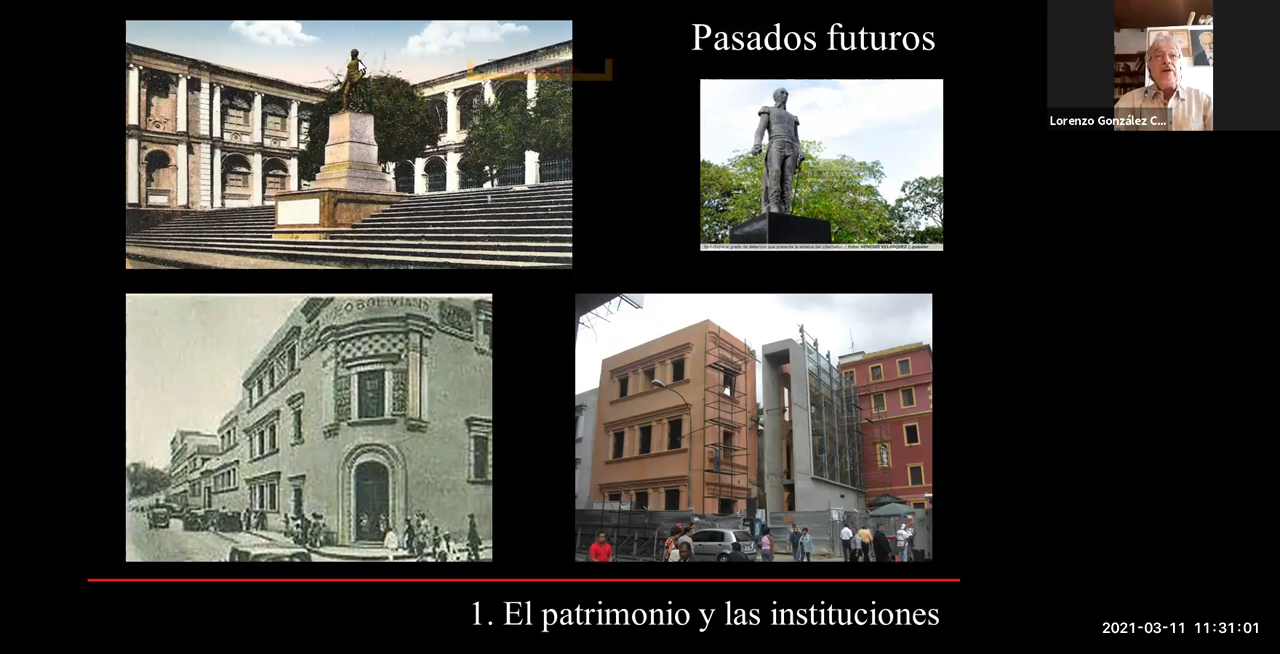 Pasados futuros
Lorenzo González C...
1. El patrimonio y las instituciones
2021-03-11 11:31:01